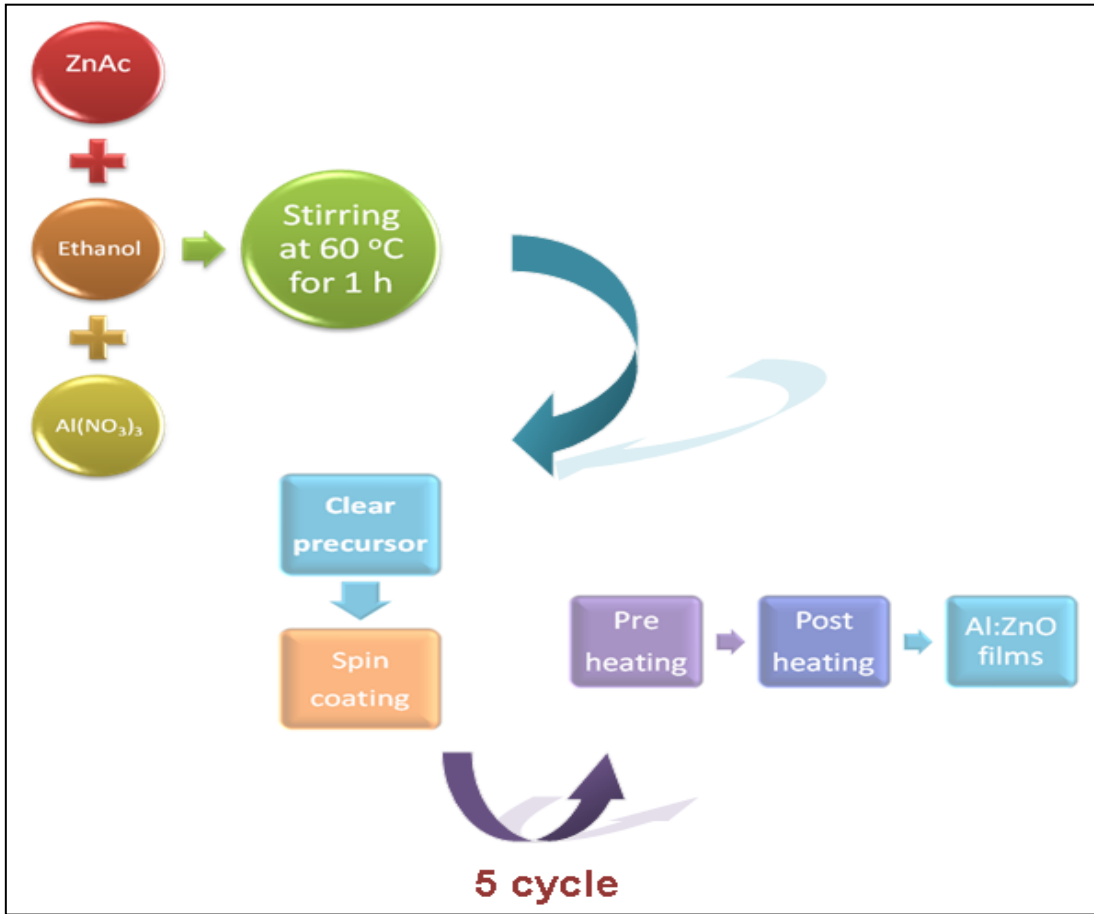 ZnAc
Ethanol
Al(NO₃)₃
Stirring
at 60 °C
for 1 h
Clear
precursor
Spin
coating
Pre
heating
Post
heating
Al:ZnO
films
5 cycle